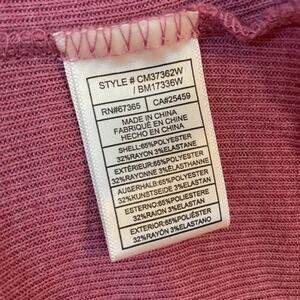 STYLE # CM37362W
/ BM17336W
RN#67365 CA#25459
MADE IN CHINA
FABRIQUÉ EN CHINE
HECHO EN CHINA
SHELL:65%POLYESTER
32%RAYON 3%ELASTANE
EXTÉRIEUR:65%POLYESTER
32%RAYONNE 3%ÉLASTHANNE
AUßERHALB:65%POLYESTER
32%KUNSTSEIDE 3%ELASTAN
ESTERNO:65%POLIESTERE
32%RAION 3%ELASTAN
EXTERIOR:65%POLIÉSTER
32%RAYÓN 3%ELASTANO